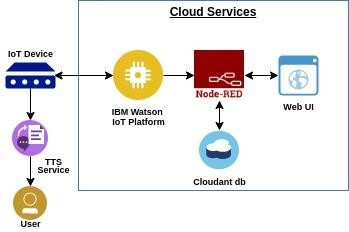 Cloud Services
IoT Device
IBM Watson
IoT Platform
Node-RED
Web UI
TTS
Service
Cloudant db
User